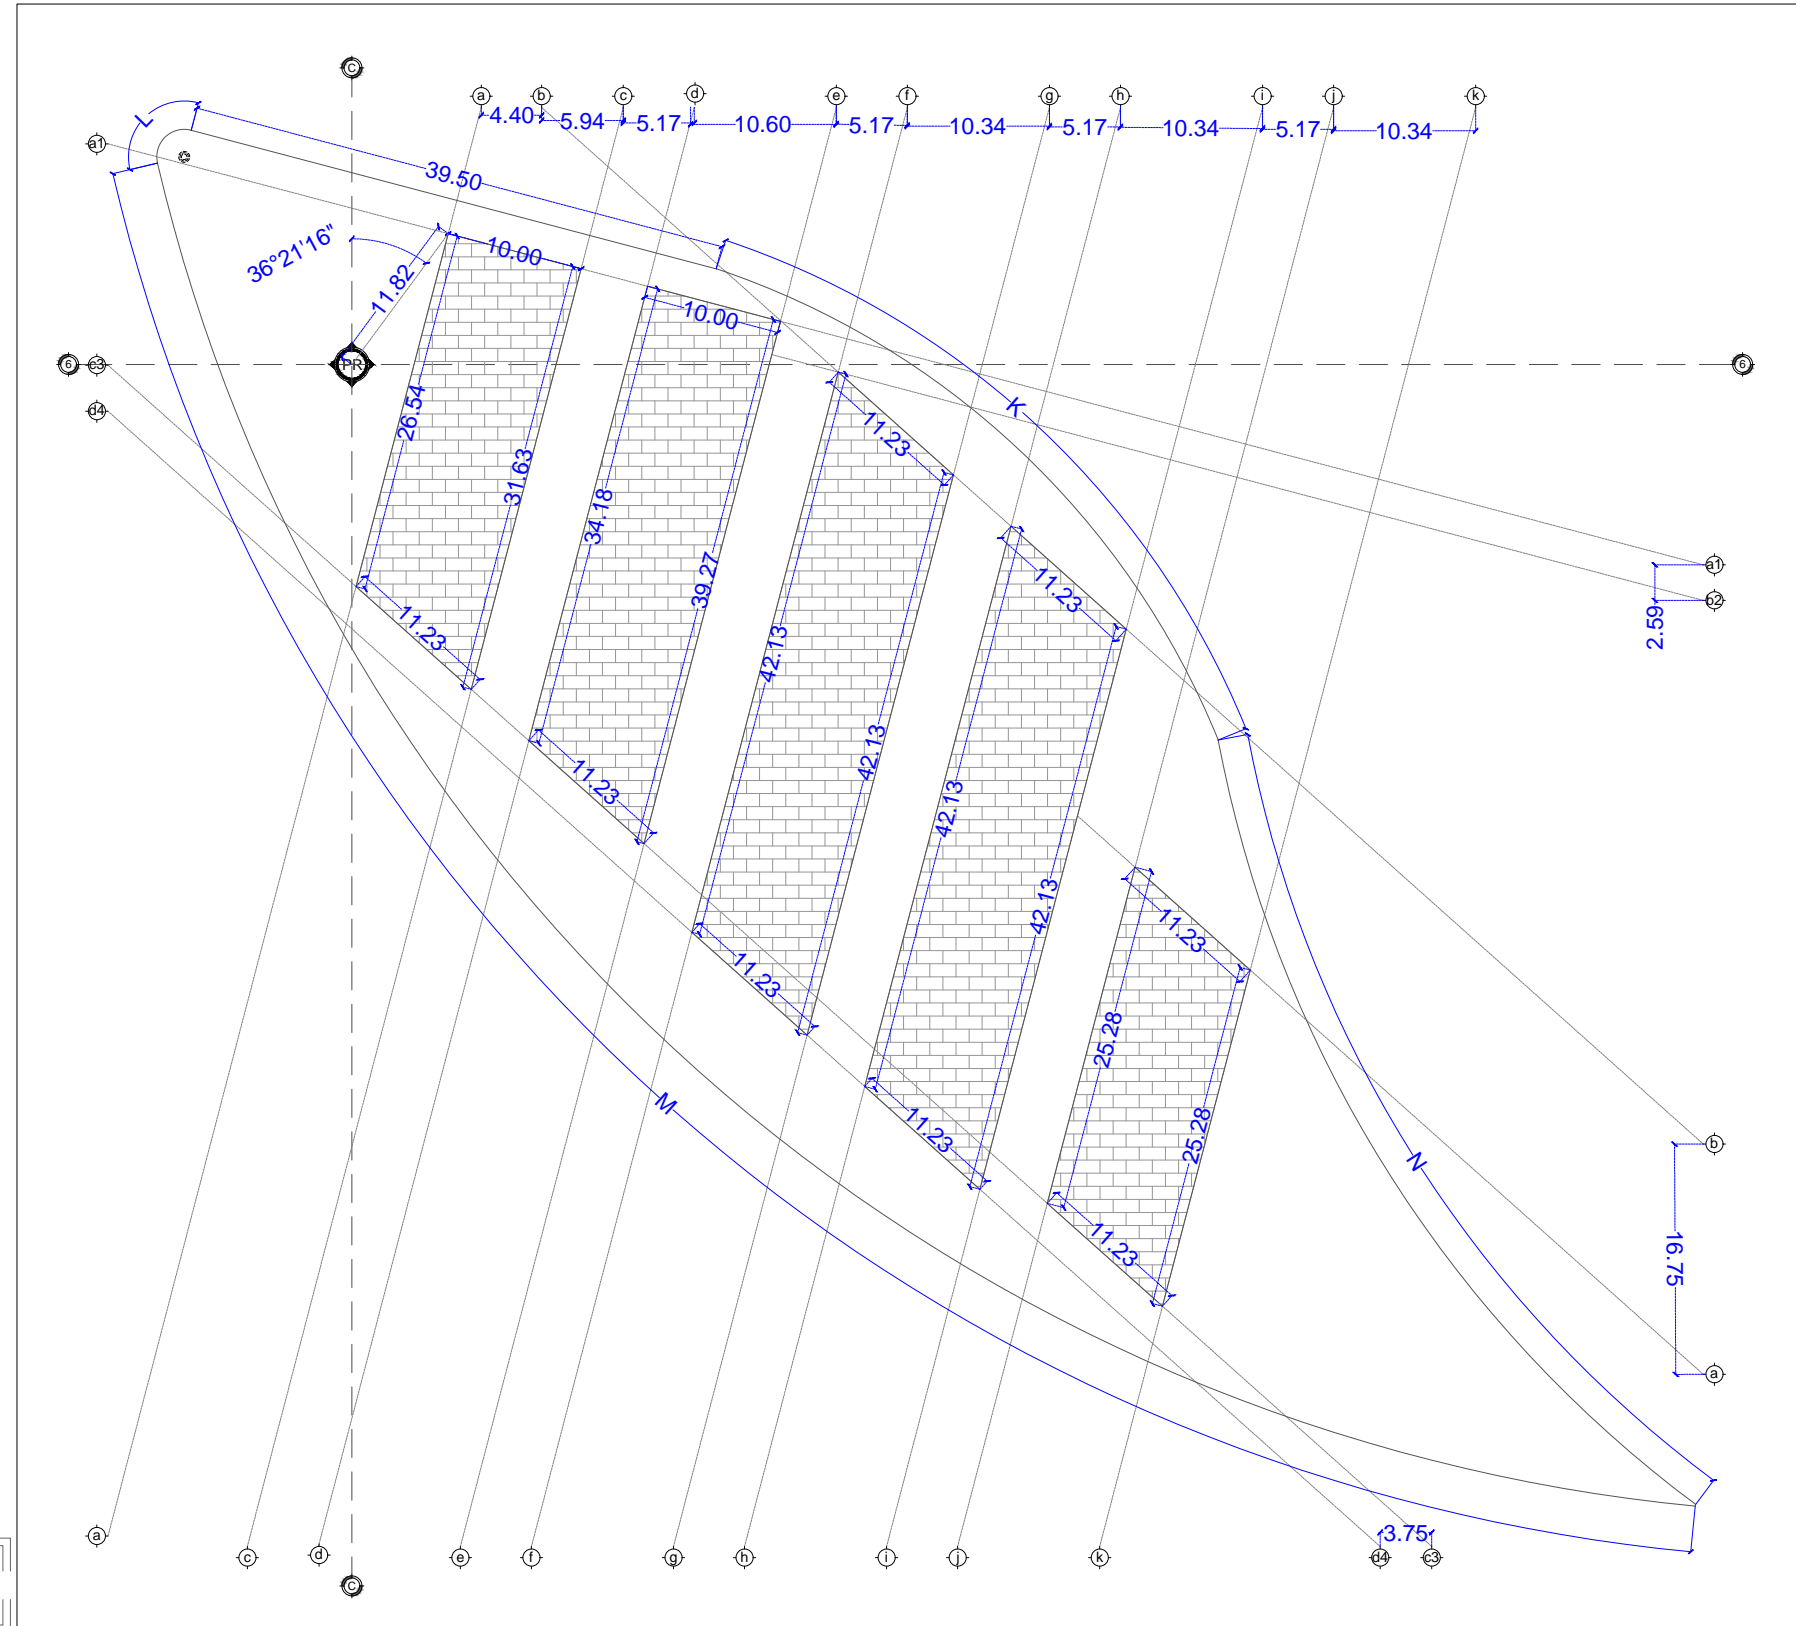 C
a b c d e f g h i j k
4.40 5.94 5.17 10.60 5.17 10.34 5.17 10.34 5.17 10.34
L
a1
39.50
36°21'16"
10.00
11.82
10.00
6 c3 PR 6
d4
26.54
K
11.23
31.63
34.18
a1
39.27
11.23
b2
2.59
11.23
42.13
42.13
11.23
42.13
42.13
11.23
11.23
25.28
M
11.23
25.28
N
b
16.75
11.23
a
a c d e f g h i j k d4 c3
3.75
C